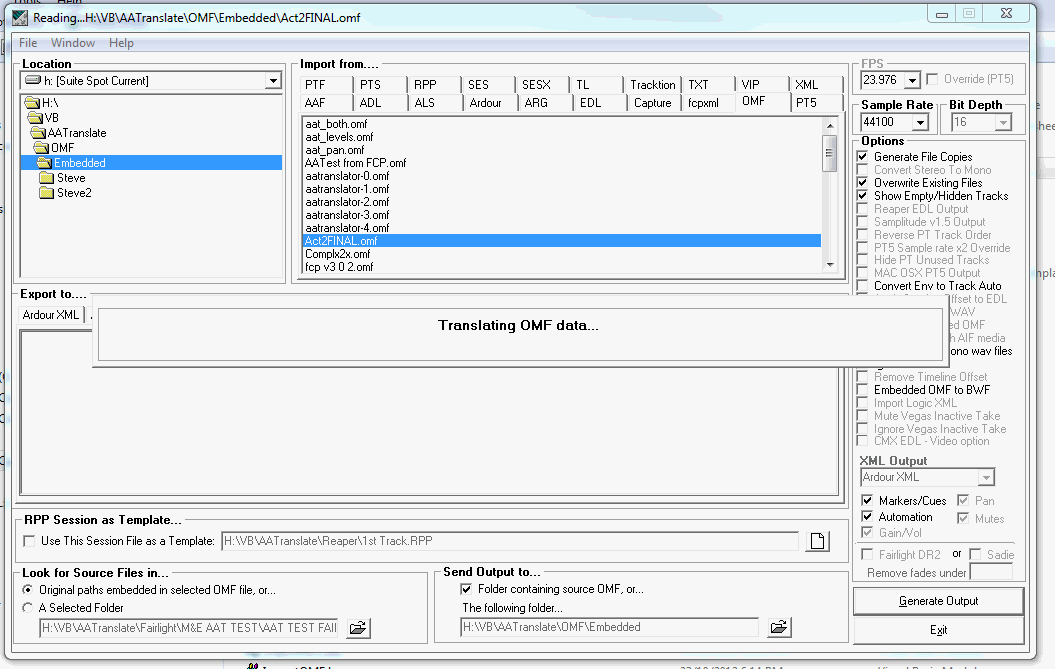 Tools Help
Reading...H:\VB\AATranslate\OMF\Embedded\Act2FINAL.omf
File Window Help
Location
h: [Suite Spot Current]
H:\
VB
AATranslate
OMF
Embedded
Steve
Steve2
Import from....
PTF PTS RPP SES SESX TL Tracktion TXT VIP XML
AAF ADL ALS Ardour ARG EDL Capture fcpxml OMF PT5
aat_both.omf
aat_levels.omf
aat_pan.omf
AATest from FCP.omf
aatranslator-0.omf
aatranslator-1.omf
aatranslator-2.omf
aatranslator-3.omf
aatranslator-4.omf
Act2FINAL.omf
Complx2x.omf
fcp v3 0 2.omf
FPS
23.976 Override (PT5)
Sample Rate Bit Depth
44100 16
Options
Generate File Copies
Convert Stereo To Mono
Overwrite Existing Files
Show Empty/Hidden Tracks
Reaper EDL Output
Samplitude v1.5 Output
Reverse PT Track Order
PT5 Sample rate x2 Override
Hide PT Unused Tracks
MAC OSX PT5 Output
Convert Env to Track Auto
ffset to EDL
WAV
ed OMF
h AIF media
ono wav files
Remove Timeline Offset
Embedded OMF to BWF
Import Logic XML
Mute Vegas Inactive Take
Ignore Vegas Inactive Take
CMX EDL - Video option
XML Output
Ardour XML
Markers/Cues Pan
Automation Mutes
Gain/Vol
Fairlight DR2 or Sadie
Remove fades under
Generate Output
Exit
Export to....
Ardour XML
Translating OMF data...
RPP Session as Template...
Use This Session File as a Template: H:\VB\AATranslate\Reaper\1st Track.RPP
Look for Source Files in...
Original paths embedded in selected OMF file, or...
A Selected Folder
H:\VB\AATranslate\Fairlight\M&E AAT TEST\AAT TEST FAII
Send Output to...
Folder containing source OMF, or...
The following folder...
H:\VB\AATranslate\OMF\Embedded